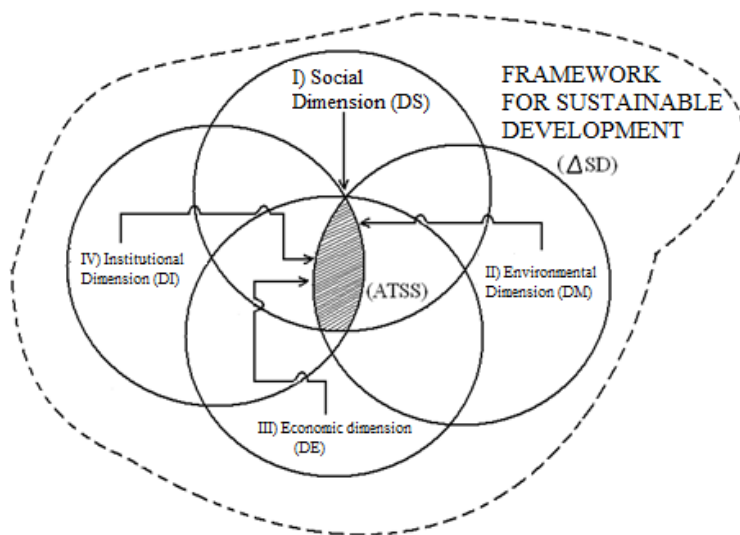 I) Social
Dimension (DS)
FRAMEWORK
FOR SUSTAINABLE
DEVELOPMENT
(ΔSD)
IV) Institutional
Dimension (DI)
(ATSS)
II) Environmental
Dimension (DM)
III) Economic dimension
(DE)